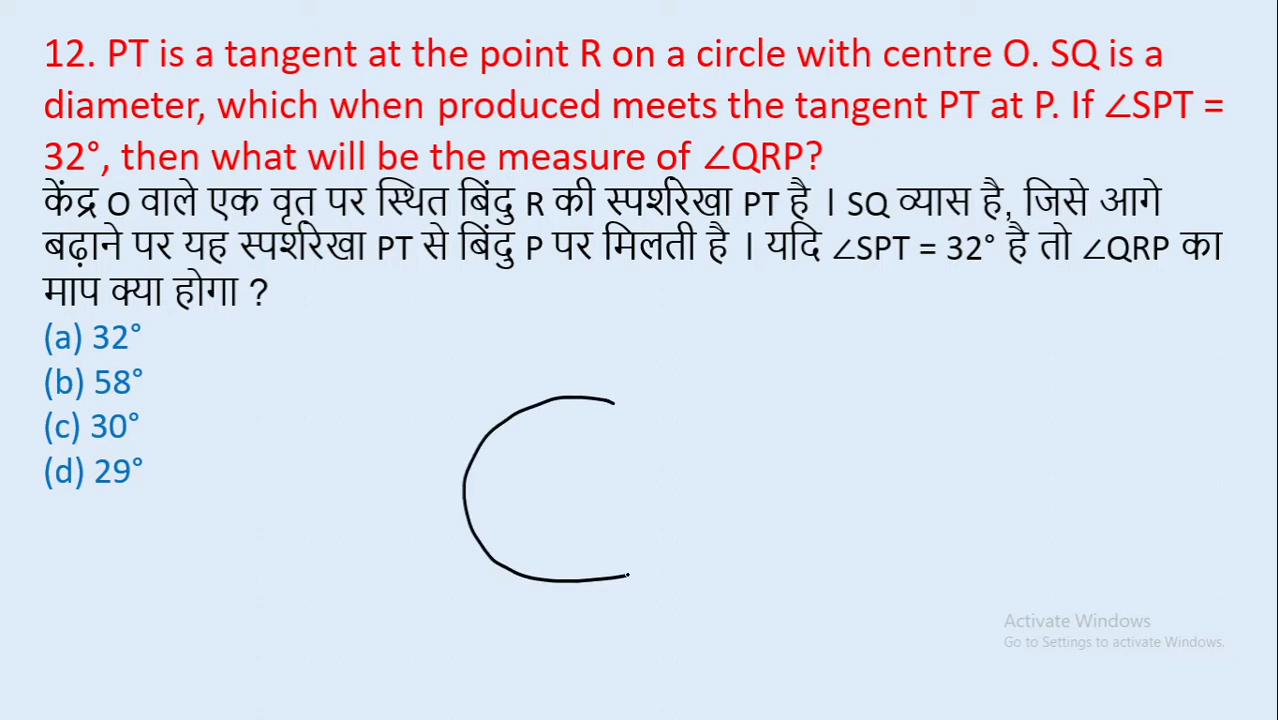 12. PT is a tangent at the point R on a circle with centre O. SQ is a
diameter, which when produced meets the tangent PT at P. If ∠SPT =
32°, then what will be the measure of ∠QRP?
केंद्र O वाले एक वृत पर स्थित बिंदु R की स्पर्शरेखा PT है । SQ व्यास है, जिसे आगे
बढ़ाने पर यह स्पर्शरेखा PT से बिंदु P पर मिलती है । यदि ∠SPT = 32° है तो ∠QRP का
माप क्या होगा ?
(a) 32°
(b) 58°
(c) 30°
(d) 29°
Activate Windows
Go to Settings to activate Windows.